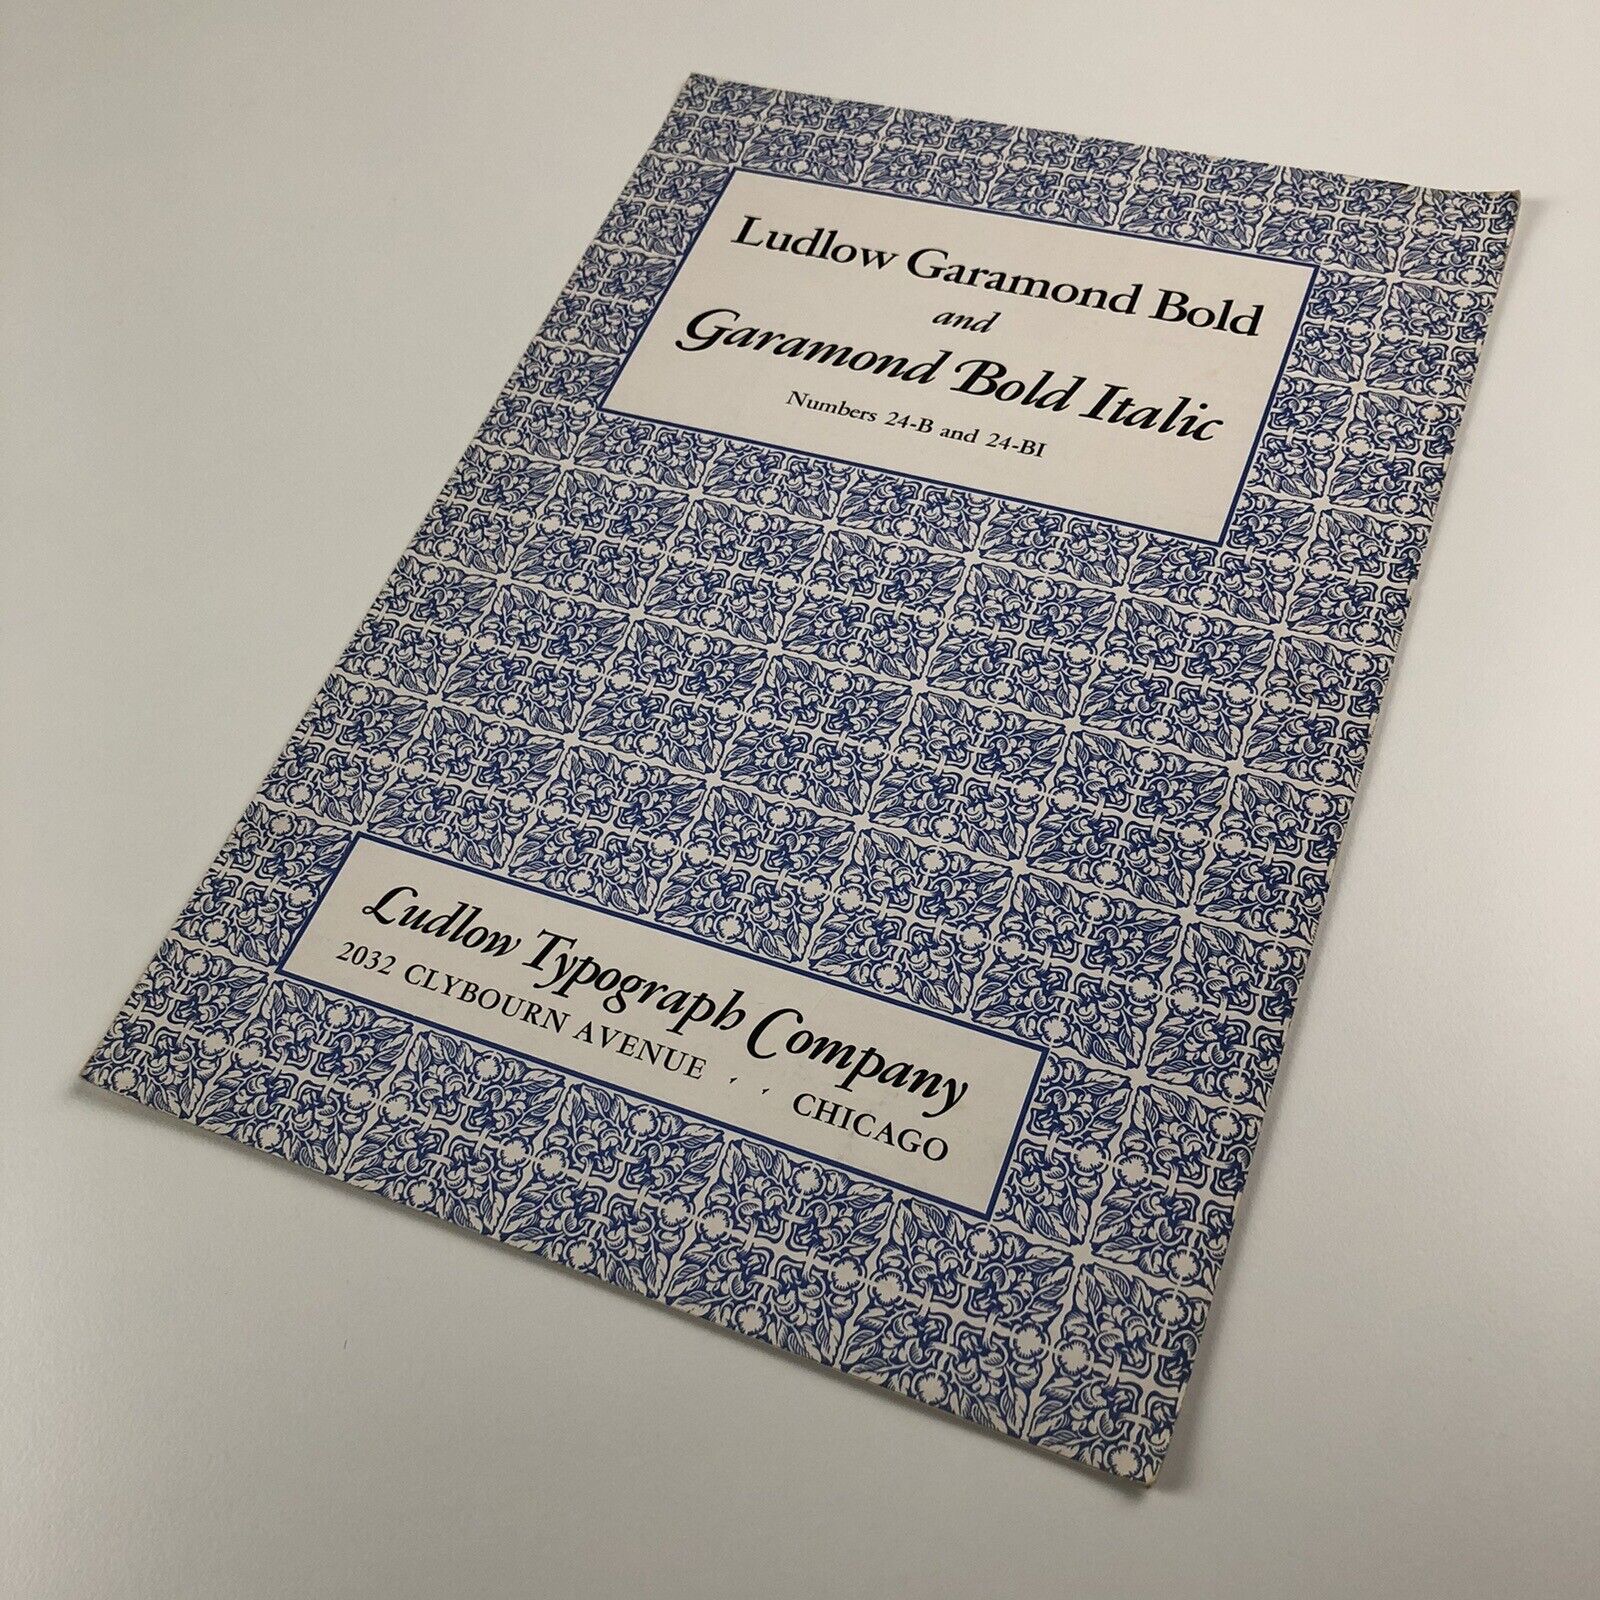 Ludlow Garamond Bold
and
Garamond Bold Italic
Numbers 24-B and 24-BI
Ludlow Typograph Company
2032 CLYBOURN AVENUE ׳ ׳ CHICAGO